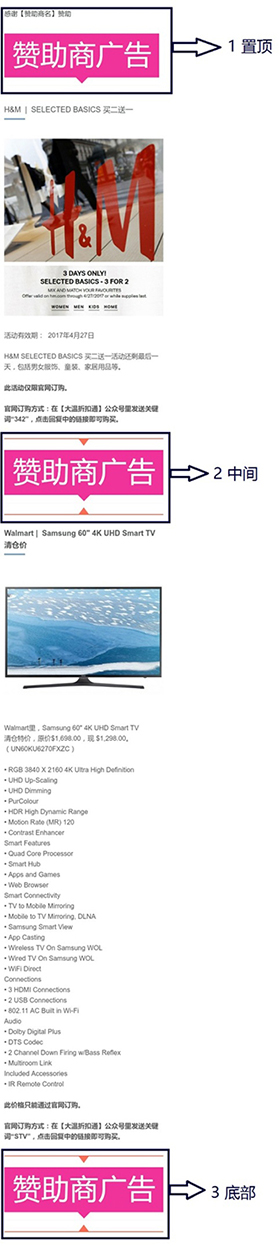 感谢【赞助商名】赞助
赞助商广告
1 置顶
H&M | SELECTED BASICS 买二送一
H&M
3 DAYS ONLY!
SELECTED BASICS - 3 FOR 2
MIX AND MATCH YOUR FAVOURITES
Offer valid on hm.com through 4/27/2017 or while supplies last.
WOMEN MEN KIDS HOME
活动有效期： 2017年4月27日
H&M SELECTED BASICS 买二送一活动还剩最后一
天，包括男女服饰、童装、家居用品等。
此活动仅限官网订购。
官网订购方式：在【大温折扣通】公众号里发送关键
词“342”，点击回复中的链接即可购买。
赞助商广告
2 中间
Walmart | Samsung 60" 4K UHD Smart TV
清仓价
Walmart里，Samsung 60" 4K UHD Smart TV
清仓特价，原价$1,698.00，现 $1,298.00。
（UN60KU6270FXZC）
• RGB 3840 X 2160 4K Ultra High Definition
• UHD Up-Scaling
• UHD Dimming
• PurColour
• HDR High Dynamic Range
• Motion Rate (MR) 120
• Contrast Enhancer
Smart Features
• Quad Core Processor
• Smart Hub
• Apps and Games
• Web Browser
Smart Connectivity
• TV to Mobile Mirroring
• Mobile to TV Mirroring, DLNA
• Samsung Smart View
• App Casting
• Wireless TV On Samsung WOL
• Wired TV On Samsung WOL
• WiFi Direct
Connections
• 3 HDMI Connections
• 2 USB Connections
• 802.11 AC Built in Wi-Fi
Audio
• Dolby Digital Plus
• DTS Codec
• 2 Channel Down Firing w/Bass Reflex
• Multiroom Link
Included Accessories
• IR Remote Control
此价格只能通过官网订购。
官网订购方式：在【大温折扣通】公众号里发送关键
词“STV”，点击回复中的链接即可购买。
赞助商广告
3 底部